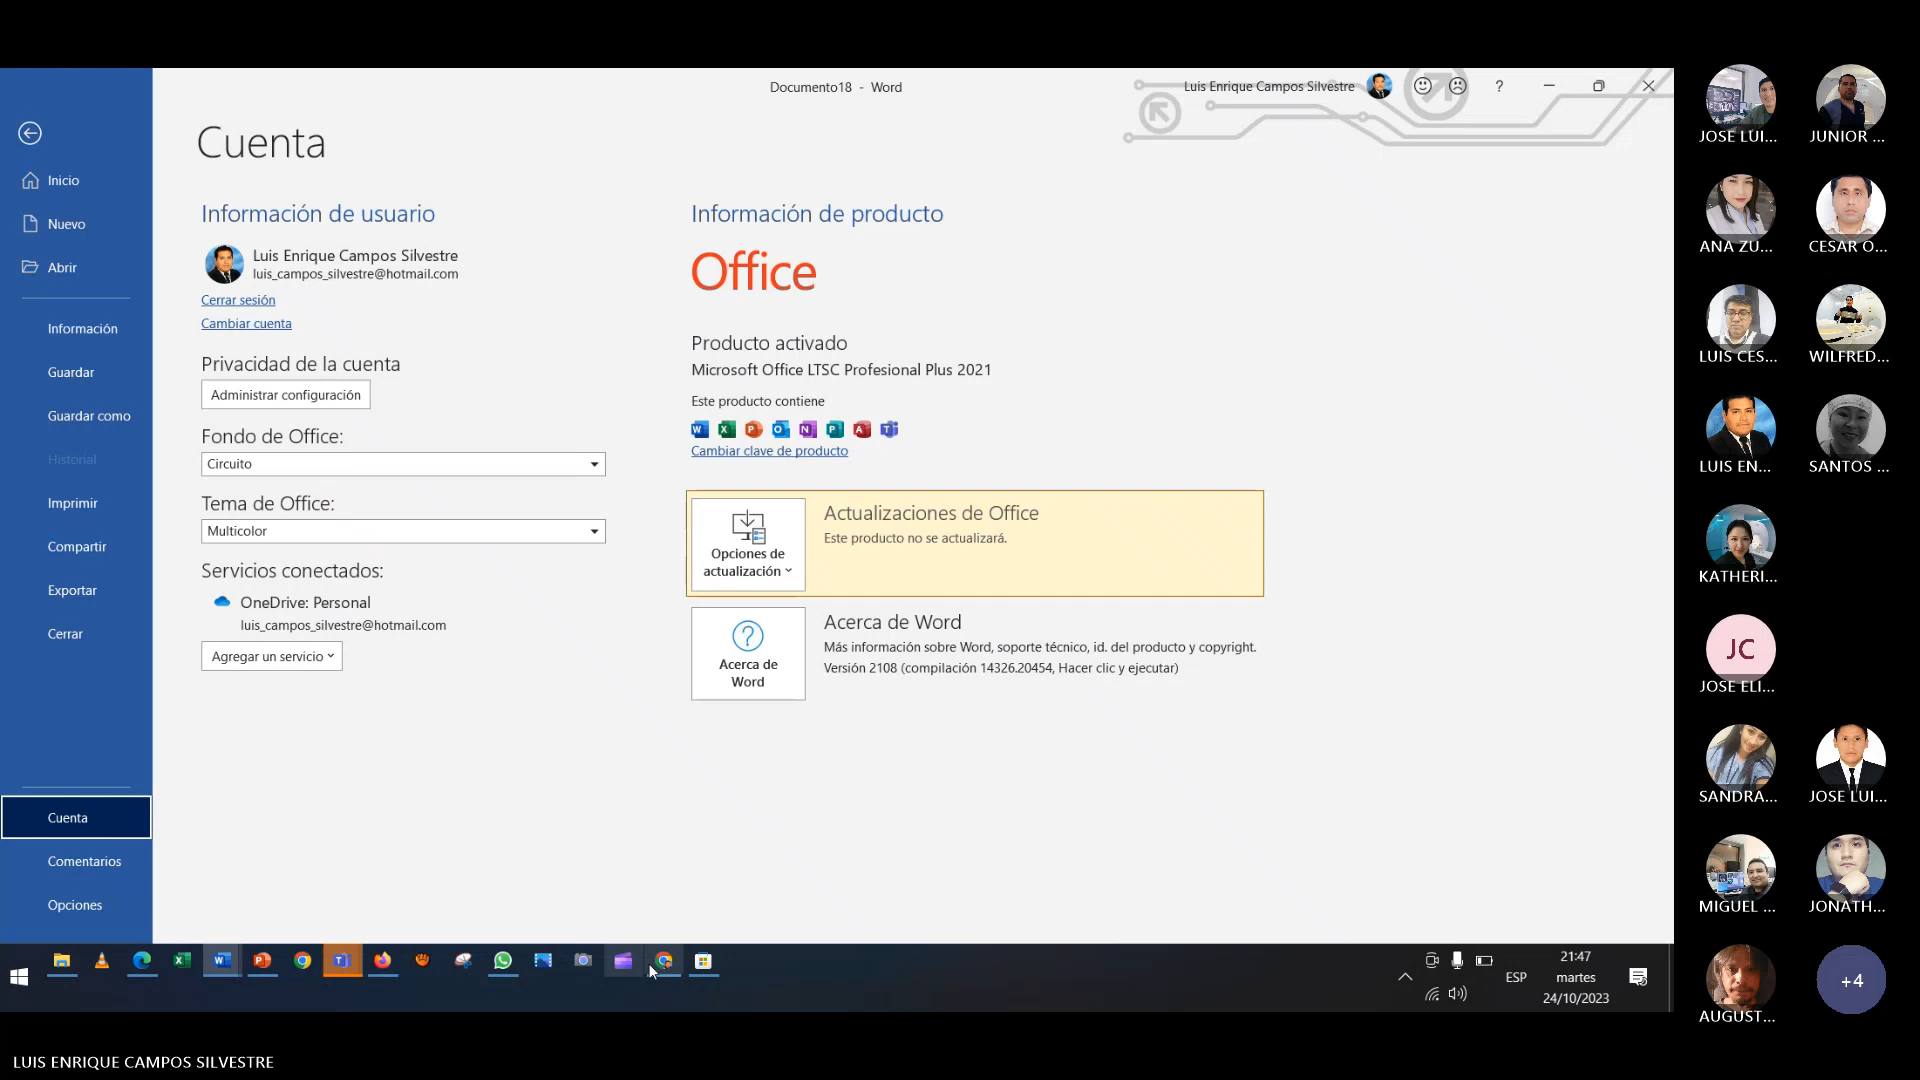 Documento18 - Word
Luis Enrique Campos Silvestre
Cuenta
Inicio
Nuevo
Abrir
Información
Guardar
Guardar como
Historial
Imprimir
Compartir
Exportar
Cerrar
Cuenta
Comentarios
Opciones
Información de usuario
Luis Enrique Campos Silvestre
luis_campos_silvestre@hotmail.com
Cerrar sesión
Cambiar cuenta
Privacidad de la cuenta
Administrar configuración
Fondo de Office:
Circuito
Tema de Office:
Multicolor
Servicios conectados:
OneDrive: Personal
luis_campos_silvestre@hotmail.com
Agregar un servicio
Información de producto
Office
Producto activado
Microsoft Office LTSC Profesional Plus 2021
Este producto contiene
Cambiar clave de producto
Opciones de
actualización
Actualizaciones de Office
Este producto no se actualizará.
Acerca de
Word
Acerca de Word
Más información sobre Word, soporte técnico, id. del producto y copyright.
Versión 2108 (compilación 14326.20454, Hacer clic y ejecutar)
ESP
21:47
martes
24/10/2023
JOSE LUI...
JUNIOR ...
ANA ZU...
CESAR O...
LUIS CES...
WILFRED...
LUIS EN...
SANTOS ...
KATHERI...
JC
JOSE ELI...
SANDRA...
JOSE LUI...
MIGUEL ...
JONATH...
AUGUST...
+4
LUIS ENRIQUE CAMPOS SILVESTRE